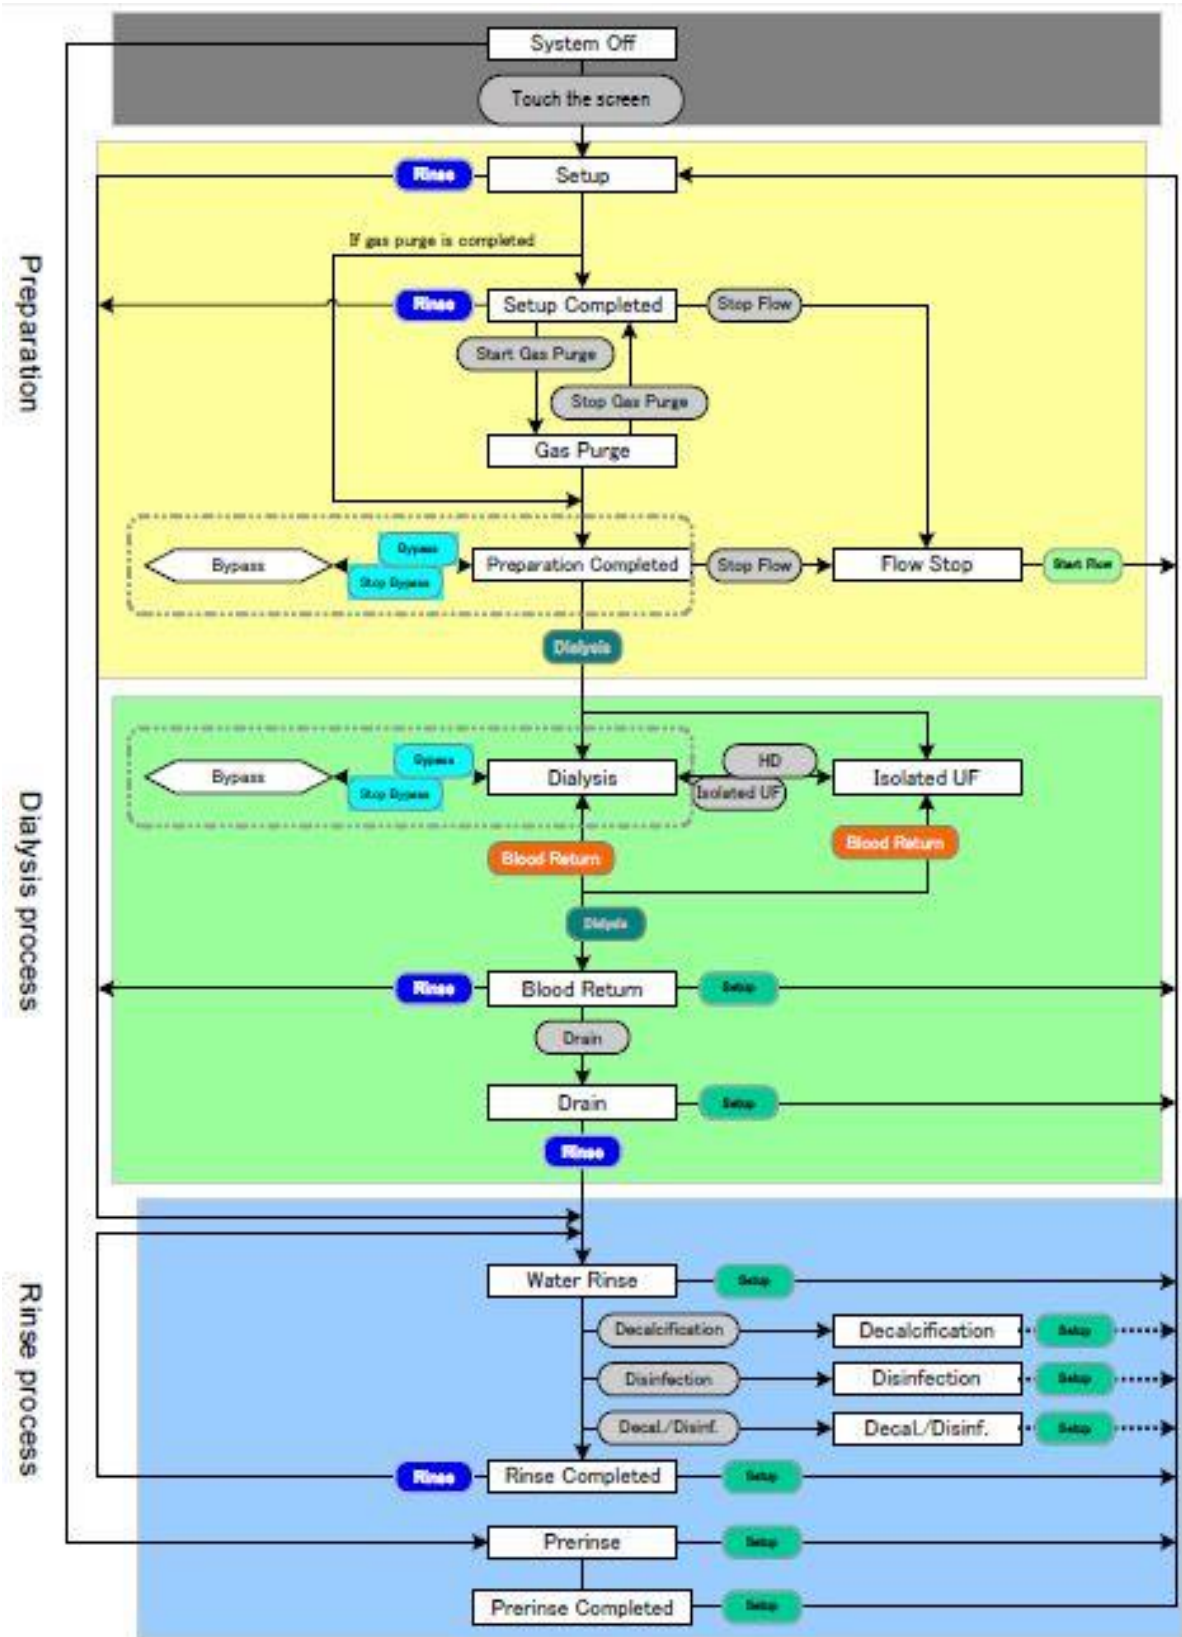 System Off
Touch the screen
Preparation
Rinse
Setup
If gas purge is completed
Rinse
Setup Completed
Stop Flow
Start Gas Purge
Stop Gas Purge
Gas Purge
Bypass
Bypass
Stop Bypass
Preparation Completed
Stop Flow
Flow Stop
Start Flow
Dialysis
Dialysis process
Bypass
Bypass
Stop Bypass
Dialysis
HD
Isolated UF
Isolated UF
Blood Return
Blood Return
Dialysis
Rinse
Blood Return
Setup
Drain
Drain
Setup
Rinse
Rinse process
Water Rinse
Setup
Decalcification
Decalcification
Setup
Disinfection
Disinfection
Setup
Decal./Disinf.
Decal./Disinf.
Setup
Rinse
Rinse Completed
Setup
Prerinse
Setup
Prerinse Completed
Setup